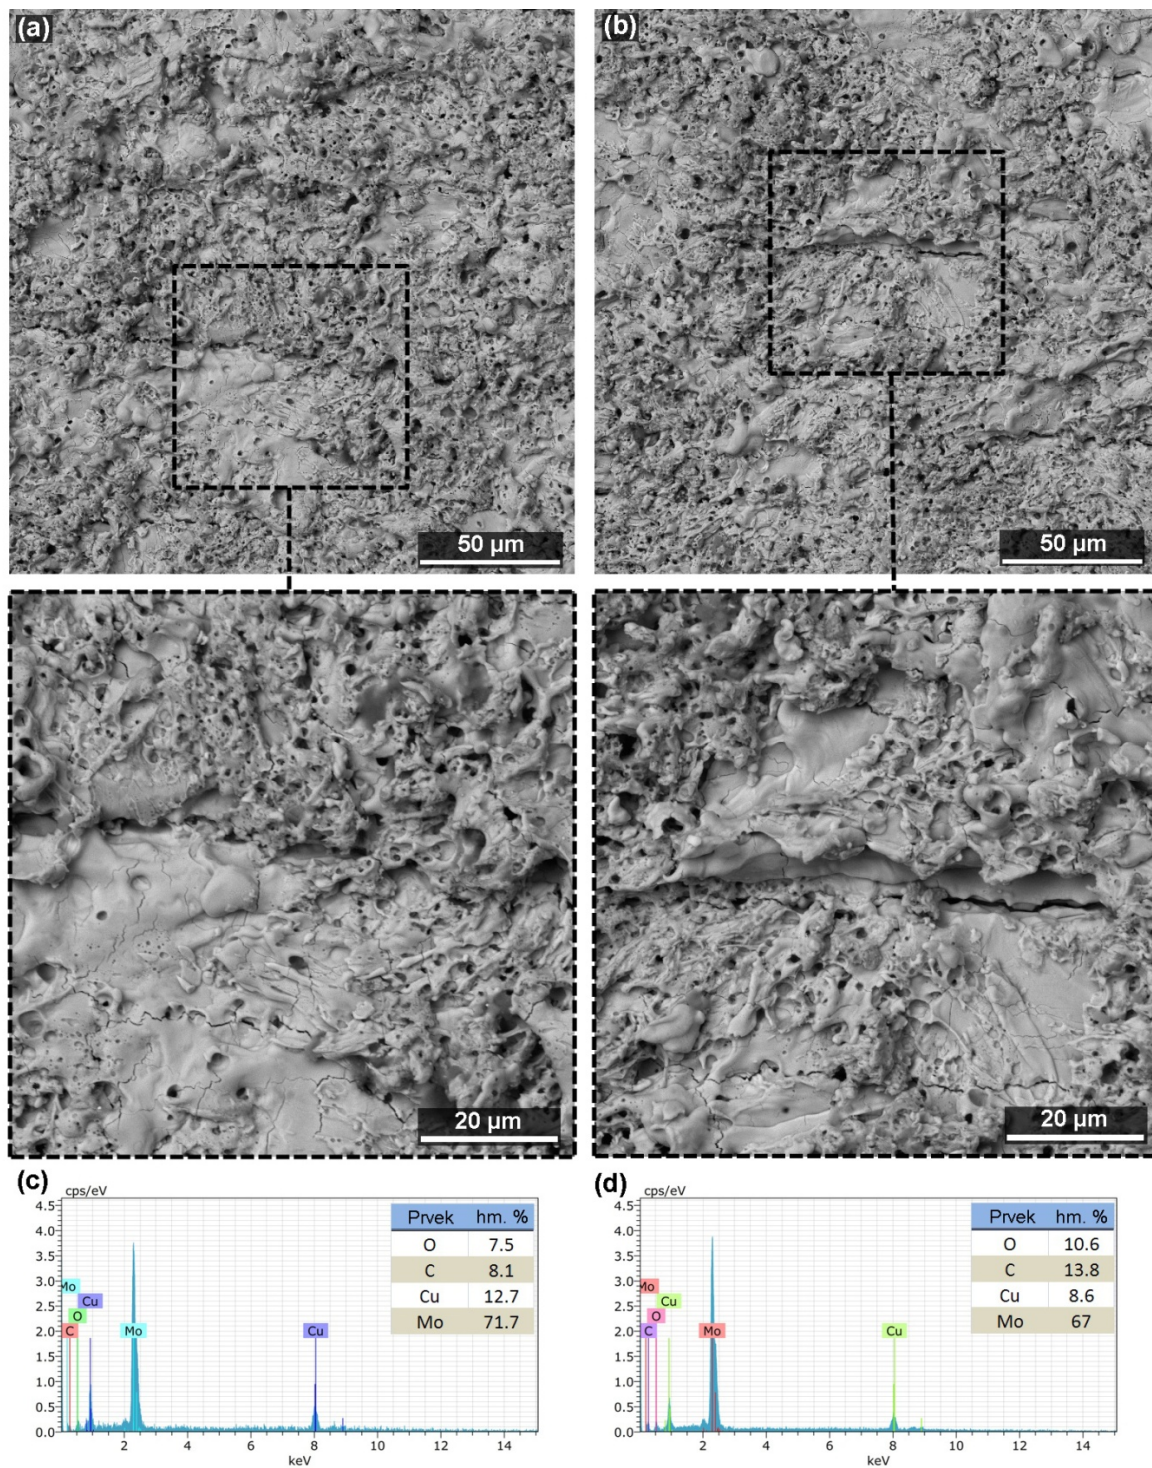 (a)
(b)
50 µm
50 µm
20 µm
20 µm
(c)
cps/eV
4.5
4.0
3.5
3.0
2.5
2.0
1.5
1.0
0.5
0.0
Mo
Cu
O
C
Mo
Cu
Prvek hm. %
O 7.5
C 8.1
Cu 12.7
Mo 71.7
2 4 6 8 10 12 14
keV
(d)
cps/eV
4.5
4.0
3.5
3.0
2.5
2.0
1.5
1.0
0.5
0.0
Mo
Cu
O
C
Mo
Cu
Prvek hm. %
O 10.6
C 13.8
Cu 8.6
Mo 67
2 4 6 8 10 12 14
keV